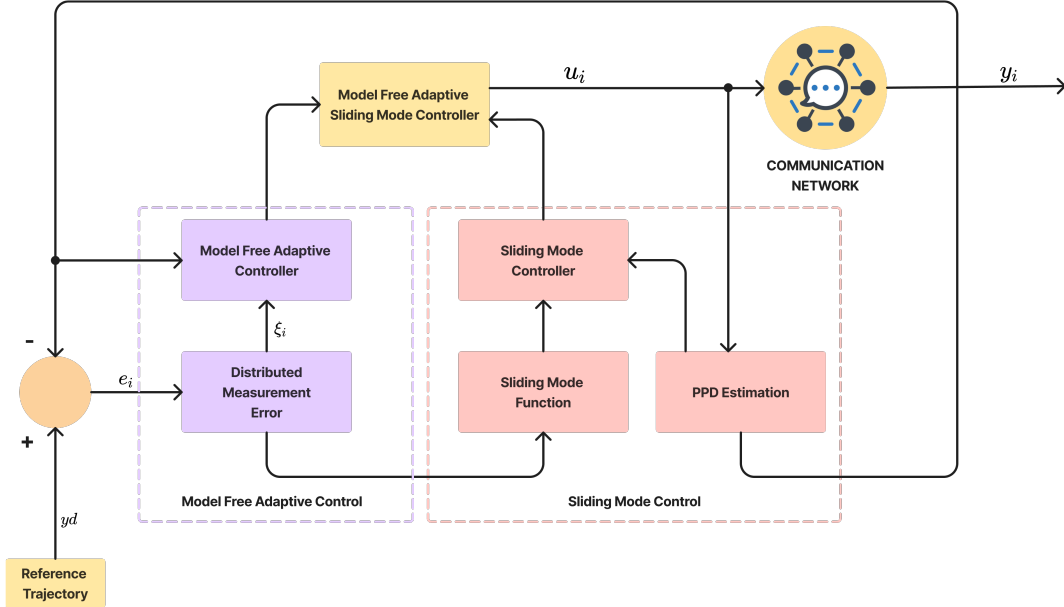 u_i
y_i
Model Free Adaptive
Sliding Mode Controller
COMMUNICATION
NETWORK
Model Free Adaptive
Controller
Sliding Mode
Controller
ξ_i
-
e_i
Distributed
Measurement
Error
Sliding Mode
Function
PPD Estimation
+
Model Free Adaptive Control
Sliding Mode Control
yd
Reference
Trajectory